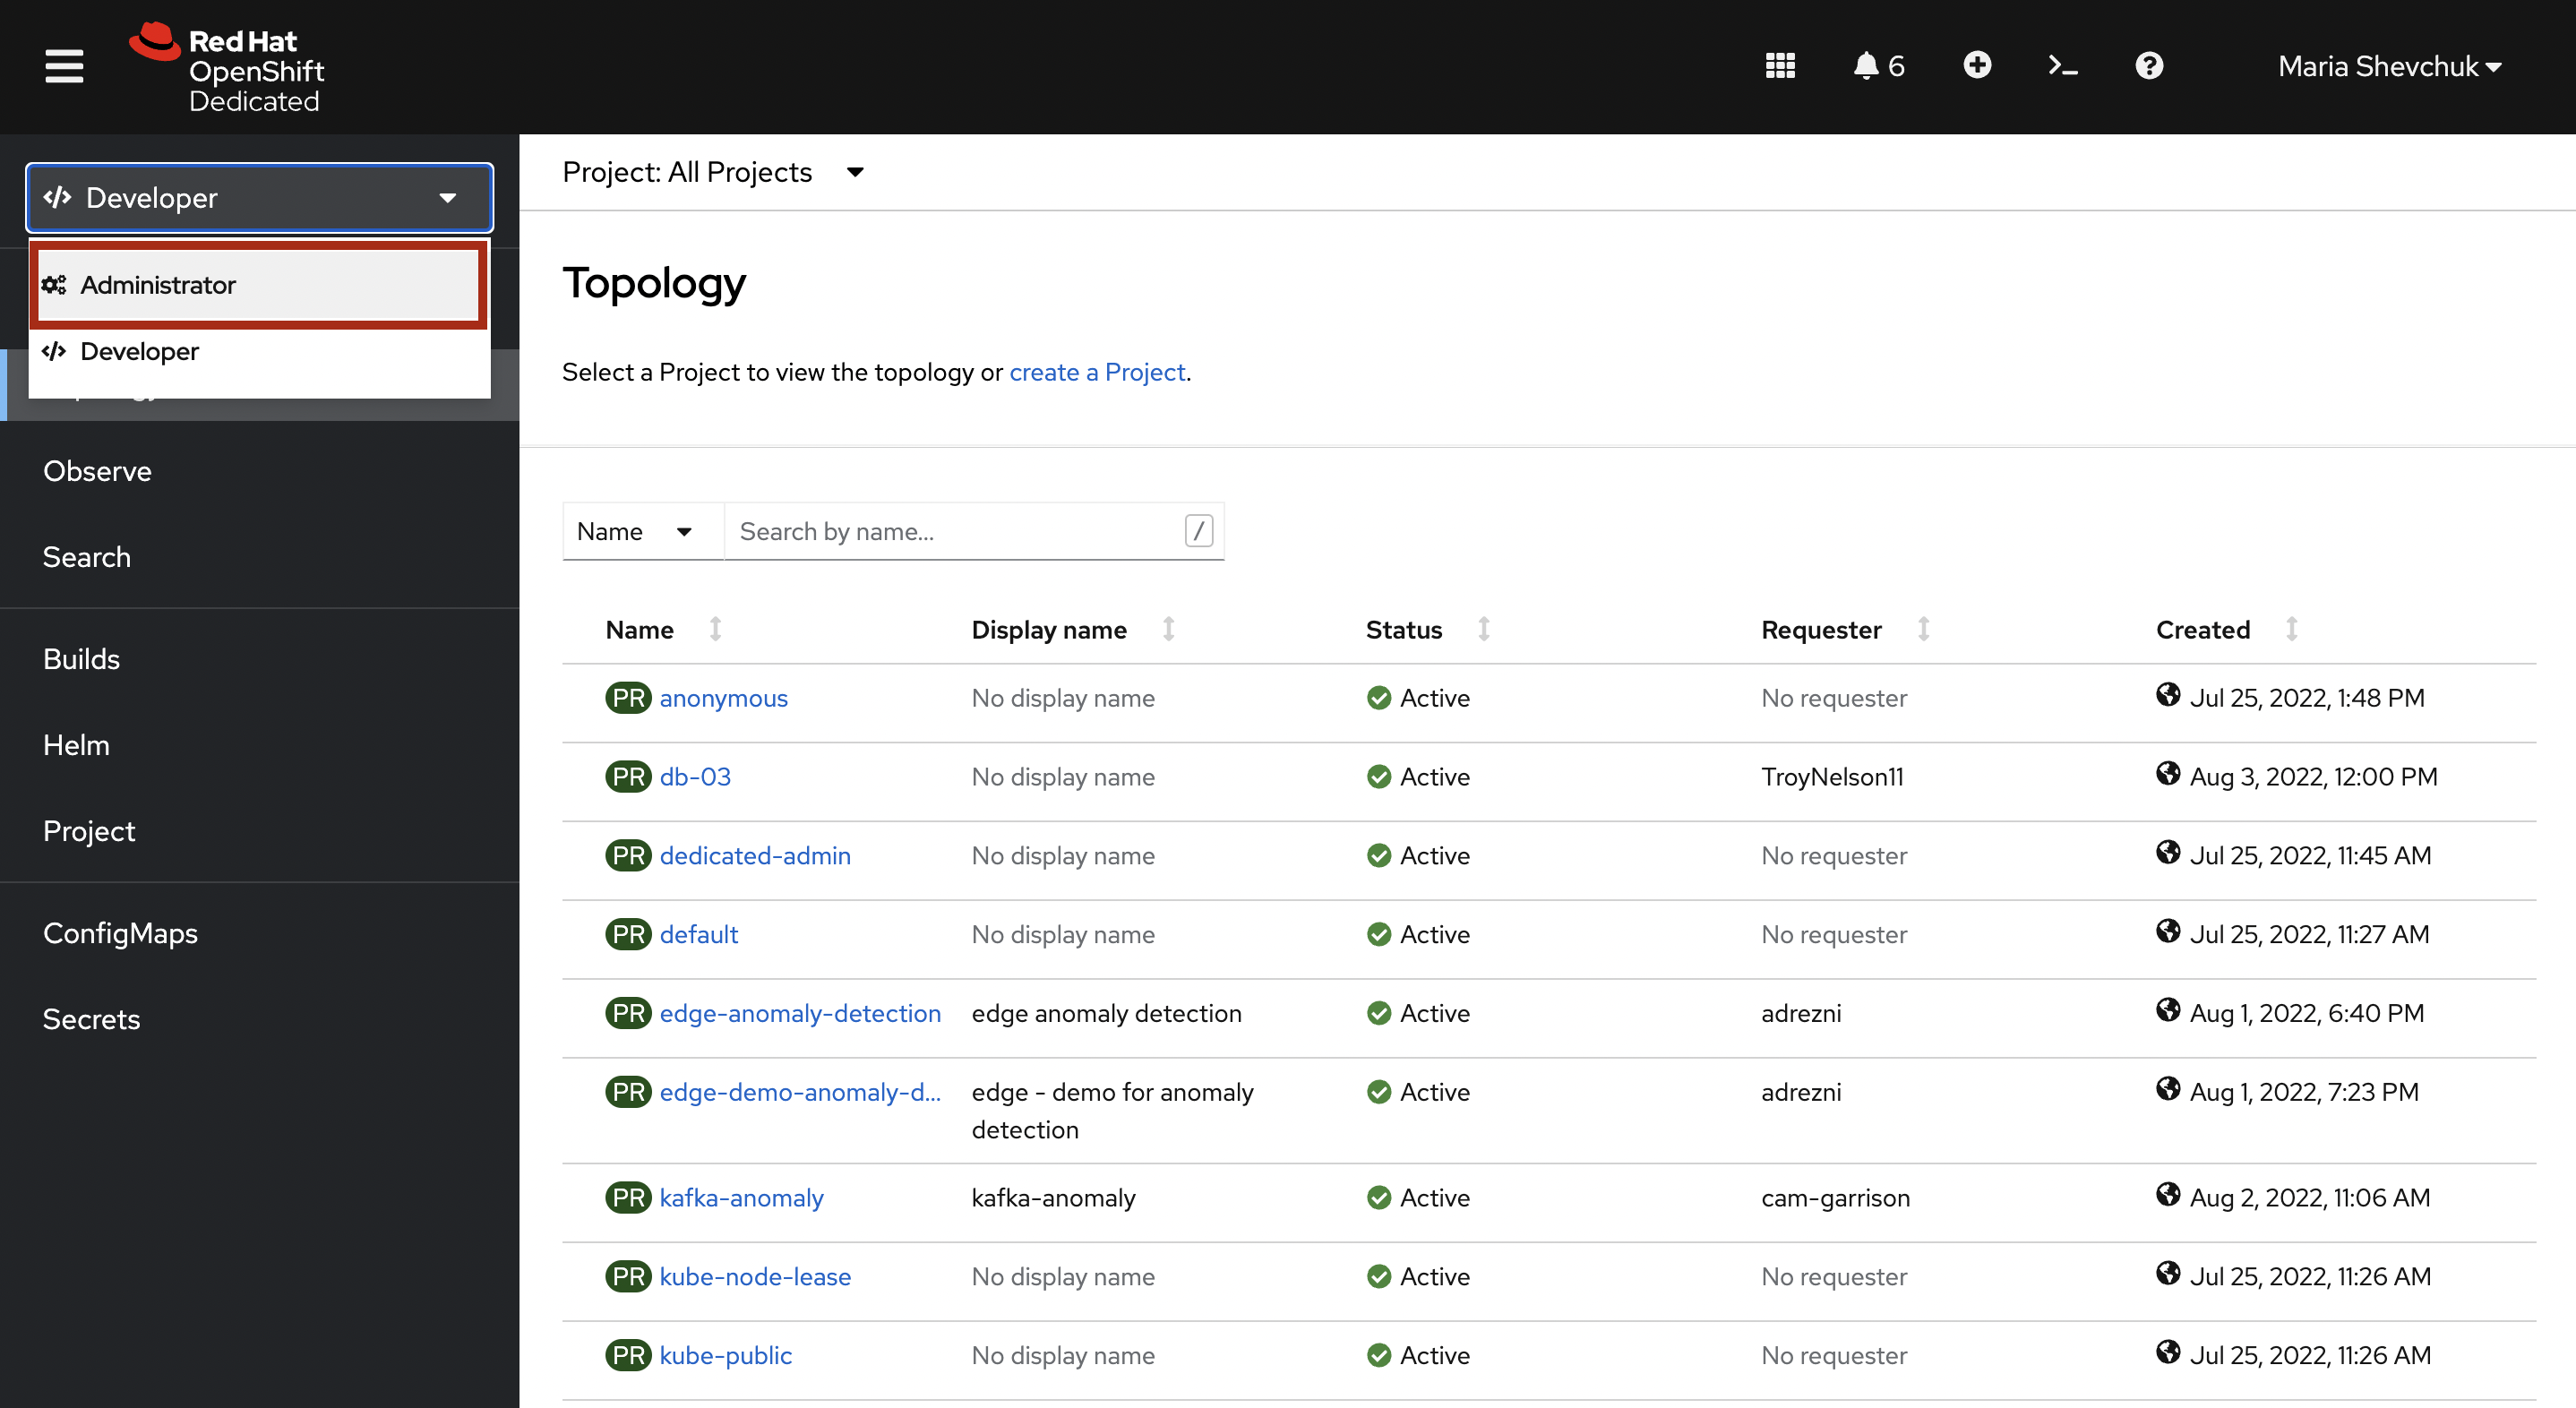 Red Hat
OpenShift
Dedicated
6
Maria Shevchuk
Developer
Administrator
Developer
Observe
Search
Builds
Helm
Project
ConfigMaps
Secrets
Project: All Projects
Topology
Select a Project to view the topology or create a Project.
Name Search by name... /
Name Display name Status Requester Created
PR anonymous No display name Active No requester Jul 25, 2022, 1:48 PM
PR db-03 No display name Active TroyNelson11 Aug 3, 2022, 12:00 PM
PR dedicated-admin No display name Active No requester Jul 25, 2022, 11:45 AM
PR default No display name Active No requester Jul 25, 2022, 11:27 AM
PR edge-anomaly-detection edge anomaly detection Active adrezni Aug 1, 2022, 6:40 PM
PR edge-demo-anomaly-d... edge - demo for anomaly Active adrezni Aug 1, 2022, 7:23 PM
detection
PR kafka-anomaly kafka-anomaly Active cam-garrison Aug 2, 2022, 11:06 AM
PR kube-node-lease No display name Active No requester Jul 25, 2022, 11:26 AM
PR kube-public No display name Active No requester Jul 25, 2022, 11:26 AM